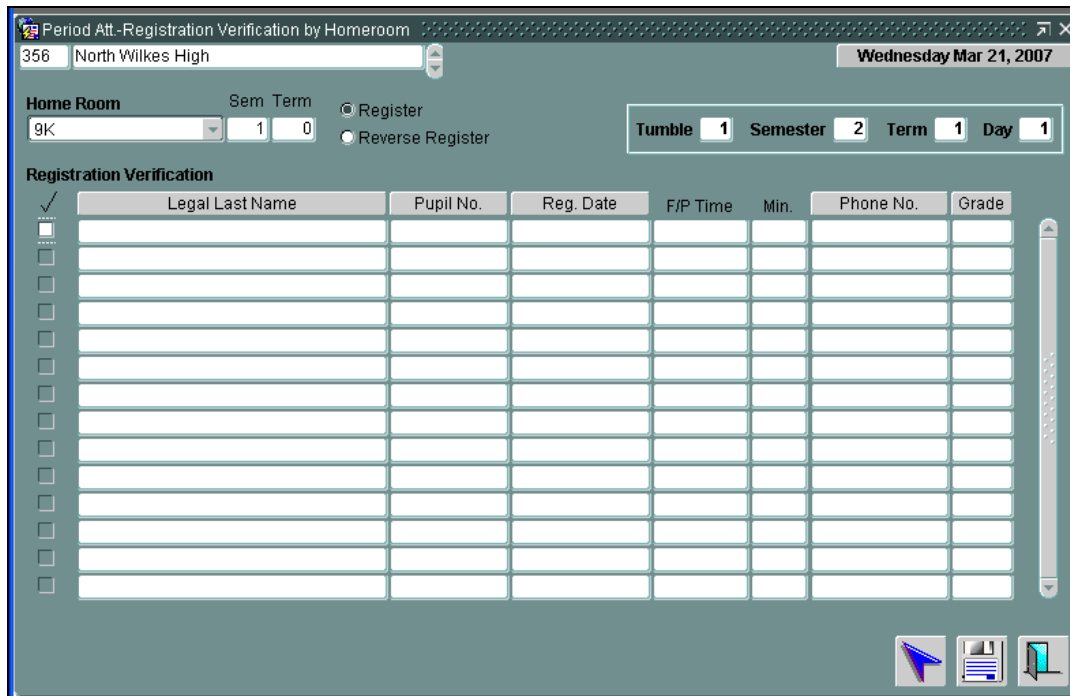 Period Att.-Registration Verification by Homeroom
356 North Wilkes High Wednesday Mar 21, 2007
Home Room Sem Term Register
9K 1 0 Reverse Register
Tumble 1 Semester 2 Term 1 Day 1
Registration Verification
Legal Last Name Pupil No. Reg. Date F/P Time Min. Phone No. Grade